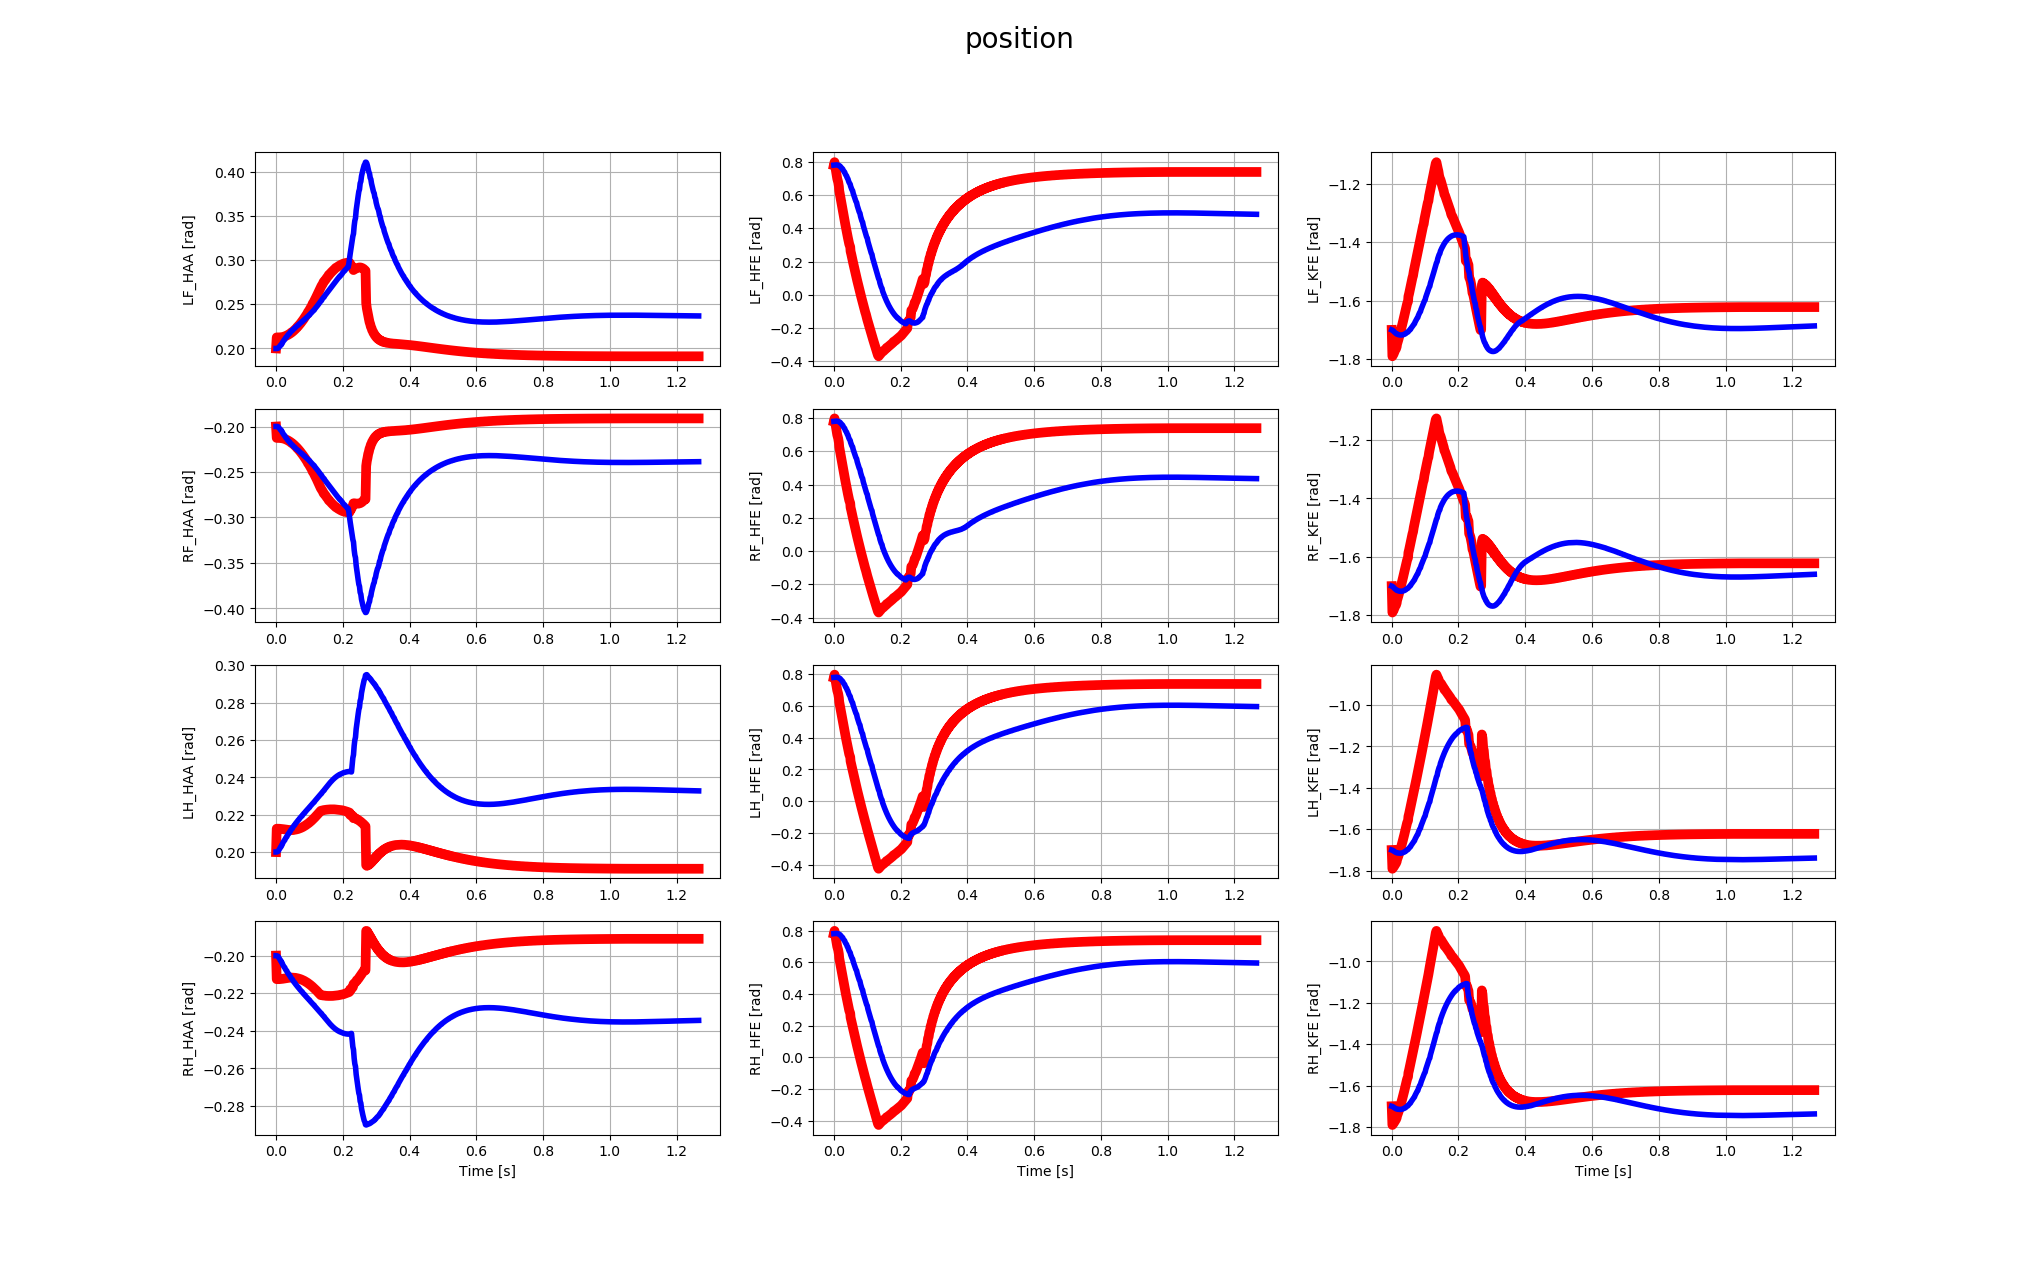 position
LF_HAA [rad]
0.40
0.35
0.30
0.25
0.20
0.0 0.2 0.4 0.6 0.8 1.0 1.2
LF_HFE [rad]
0.8
0.6
0.4
0.2
0.0
−0.2
−0.4
0.0 0.2 0.4 0.6 0.8 1.0 1.2
LF_KFE [rad]
−1.2
−1.4
−1.6
−1.8
0.0 0.2 0.4 0.6 0.8 1.0 1.2
RF_HAA [rad]
−0.20
−0.25
−0.30
−0.35
−0.40
0.0 0.2 0.4 0.6 0.8 1.0 1.2
RF_HFE [rad]
0.8
0.6
0.4
0.2
0.0
−0.2
−0.4
0.0 0.2 0.4 0.6 0.8 1.0 1.2
RF_KFE [rad]
−1.2
−1.4
−1.6
−1.8
0.0 0.2 0.4 0.6 0.8 1.0 1.2
LH_HAA [rad]
0.30
0.28
0.26
0.24
0.22
0.20
0.0 0.2 0.4 0.6 0.8 1.0 1.2
LH_HFE [rad]
0.8
0.6
0.4
0.2
0.0
−0.2
−0.4
0.0 0.2 0.4 0.6 0.8 1.0 1.2
LH_KFE [rad]
−1.0
−1.2
−1.4
−1.6
−1.8
0.0 0.2 0.4 0.6 0.8 1.0 1.2
RH_HAA [rad]
−0.20
−0.22
−0.24
−0.26
−0.28
0.0 0.2 0.4 0.6 0.8 1.0 1.2
Time [s]
RH_HFE [rad]
0.8
0.6
0.4
0.2
0.0
−0.2
−0.4
0.0 0.2 0.4 0.6 0.8 1.0 1.2
Time [s]
RH_KFE [rad]
−1.0
−1.2
−1.4
−1.6
−1.8
0.0 0.2 0.4 0.6 0.8 1.0 1.2
Time [s]